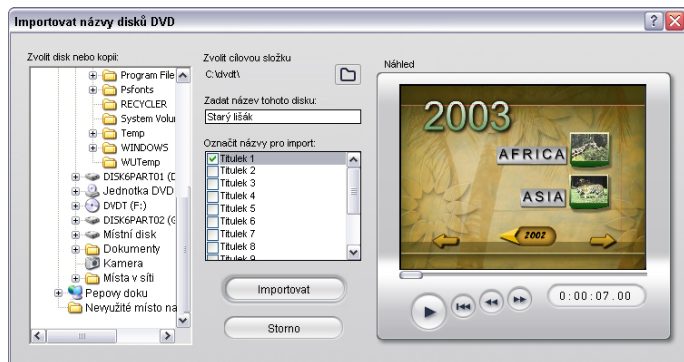 Importovat názvy disků DVD
Zvolit disk nebo kopii:
Program File
Psfonts
RECYCLER
System Volu
Temp
WINDOWS
WUTemp
DISK6PART01 (D
Jednotka DVD
DVDT (F:)
DISK6PART02 (G
Místní disk
Dokumenty
Kamera
Místa v síti
Pepovy doku
Nevyužité místo na
Zvolit cílovou složku
C:\dvdt\
Zadat název tohoto disku:
Starý lišák
Označit názvy pro import:
Titulek 1
Titulek 2
Titulek 3
Titulek 4
Titulek 5
Titulek 6
Titulek 7
Titulek 8
Titulek 9
Importovat
Storno
Náhled
2003
AFRICA
ASIA
2002
0:00:07.00